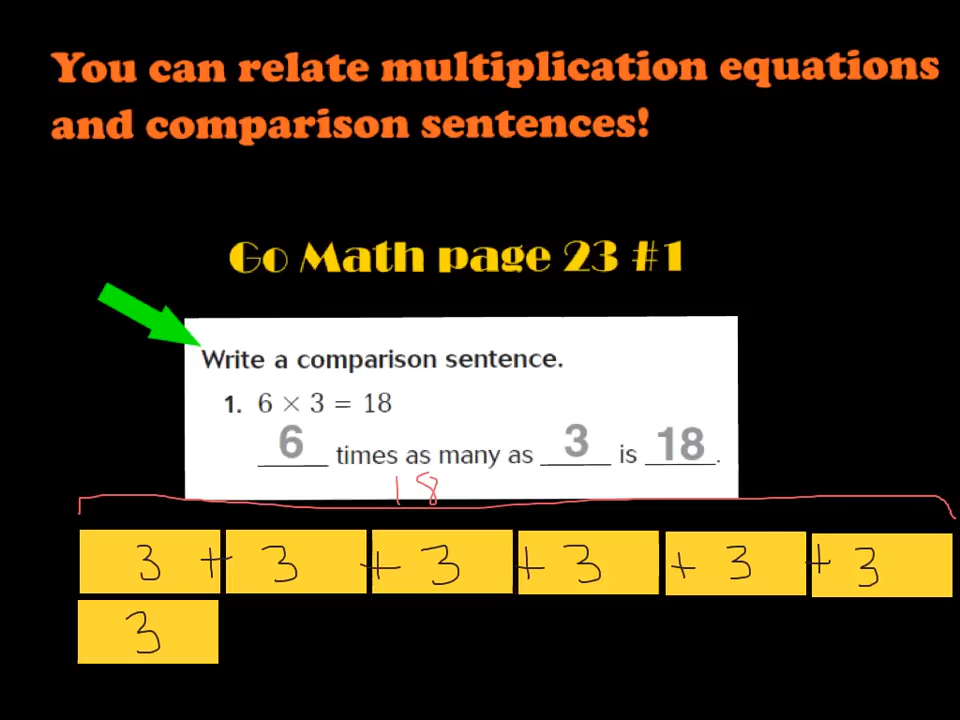 You can relate multiplication equations
and comparison sentences!
Go Math page 23 #1
Write a comparison sentence.
1. 6 × 3 = 18
6 times as many as 3 is 18.
18
3 + 3 + 3 + 3 + 3 + 3
3